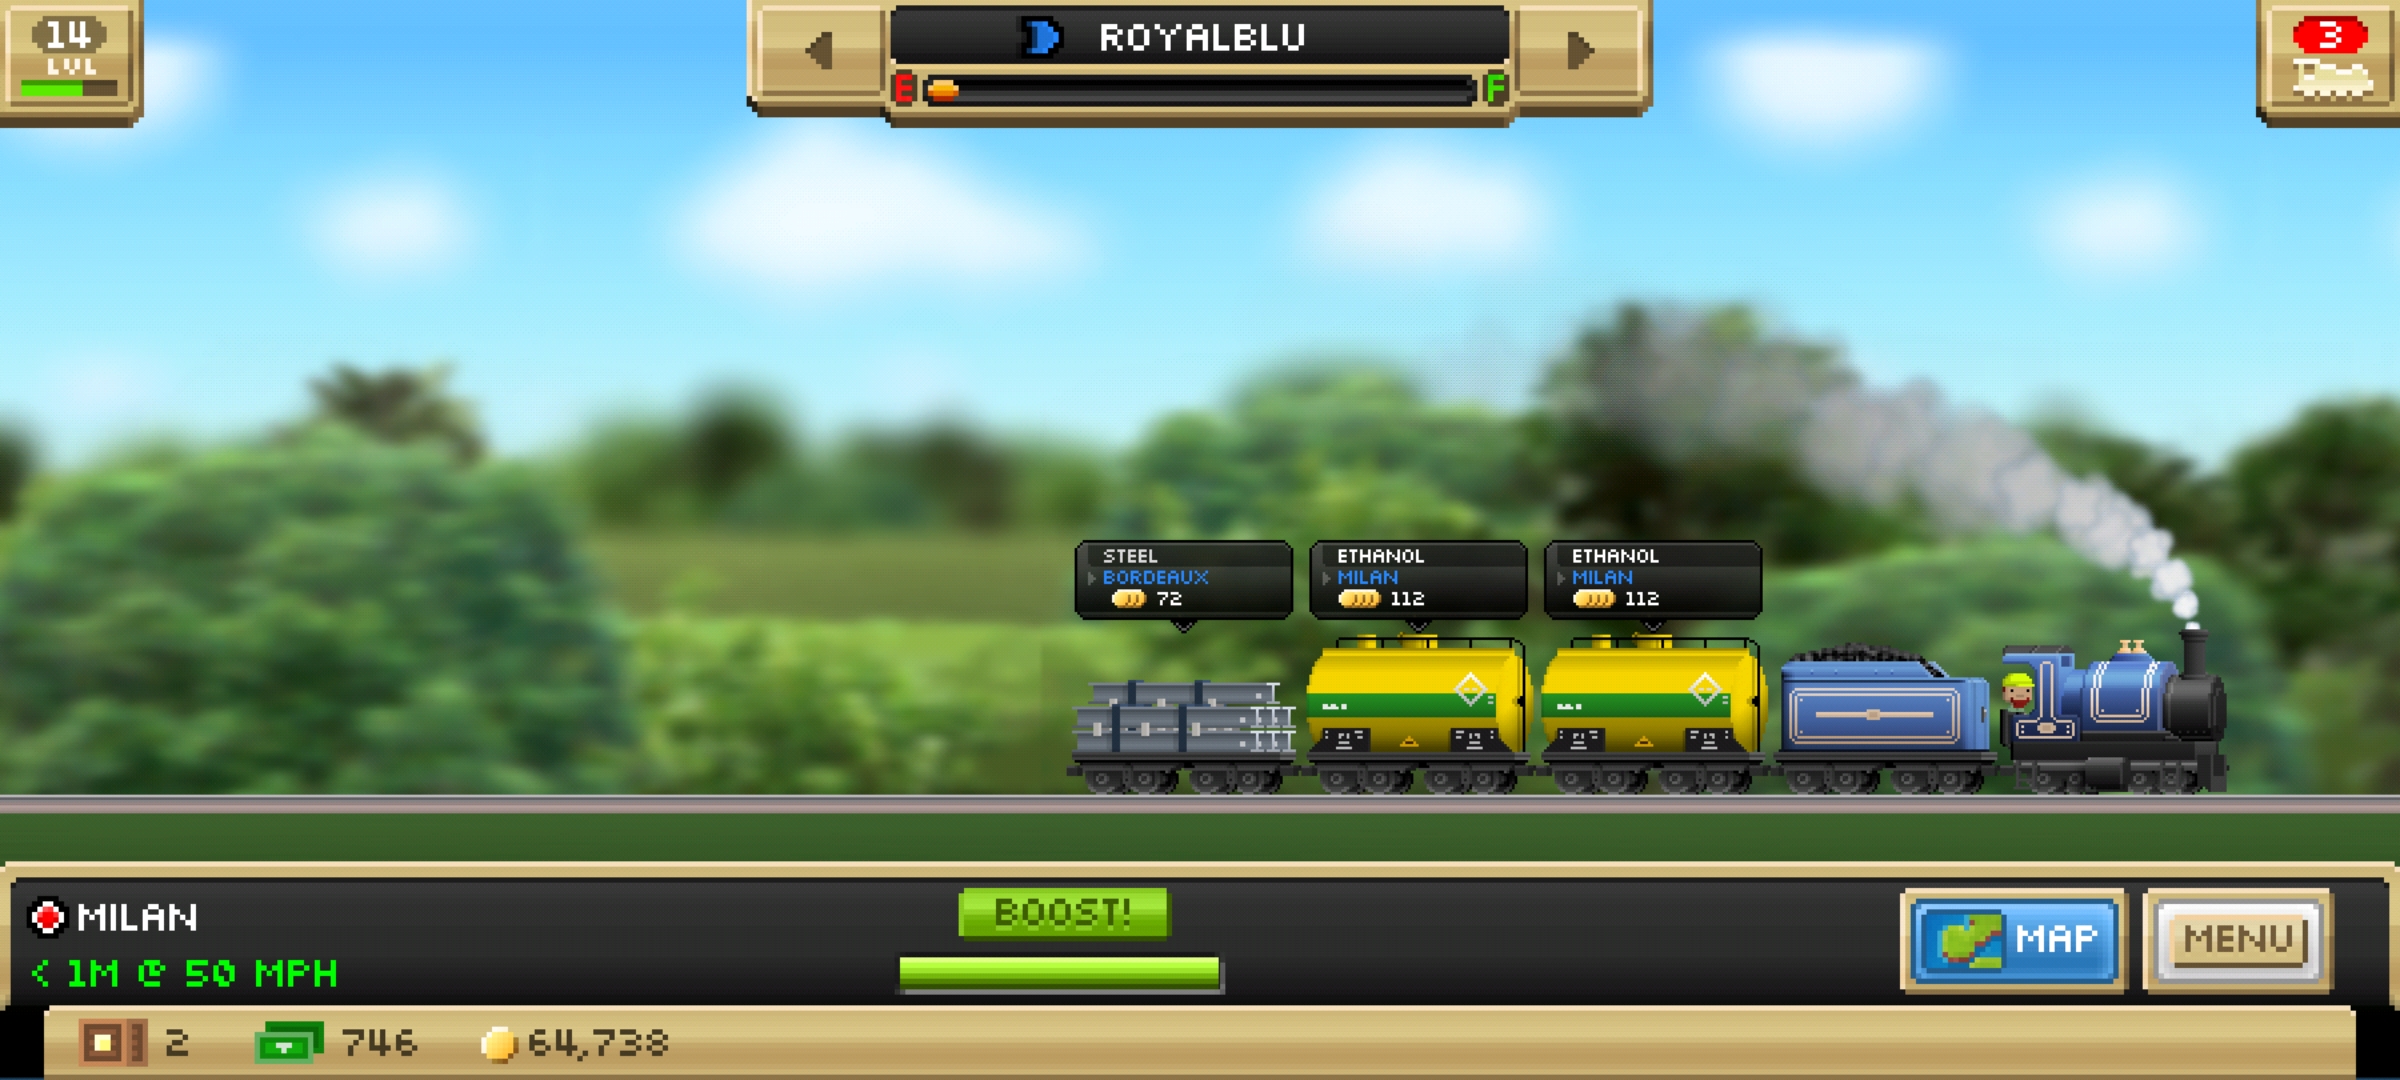 14
LVL
ROYALBLU
E
F
3
STEEL
BORDEAUX
72
ETHANOL
MILAN
112
ETHANOL
MILAN
112
MILAN
< 1M @ 50 MPH
BOOST!
MAP
MENU
2
746
64,738